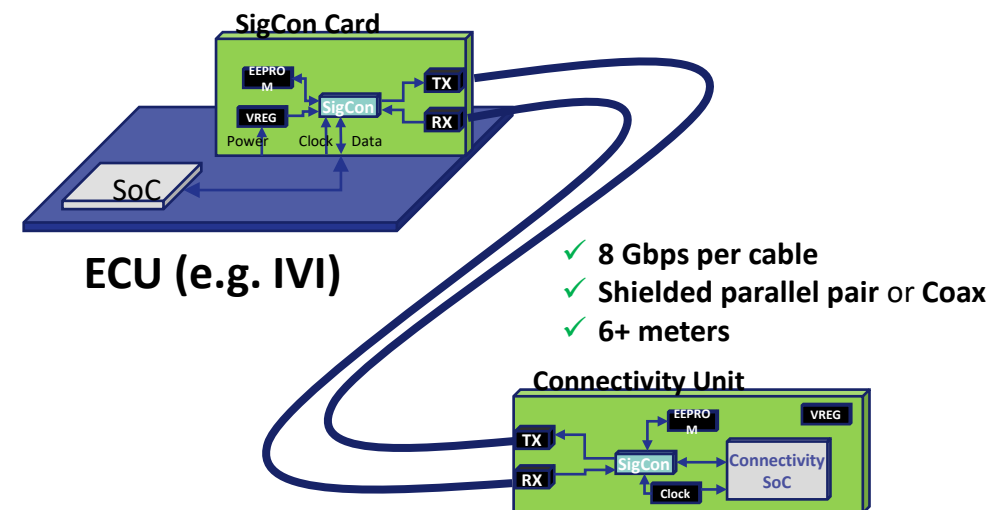 SigCon Card
EEPRO
M
TX
SigCon
VREG
RX
Power
Clock
Data
SoC
ECU (e.g. IVI)
✓ 8 Gbps per cable
✓ Shielded parallel pair or Coax
✓ 6+ meters
Connectivity Unit
EEPRO
M
VREG
TX
SigCon
Connectivity
SoC
RX
Clock